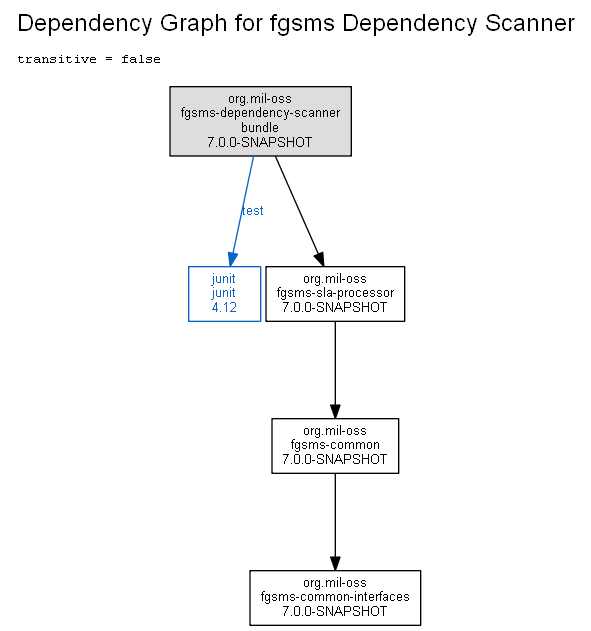 Dependency Graph for fgsms Dependency Scanner
transitive = false
org.mil-oss
fgsms-dependency-scanner
bundle
7.0.0-SNAPSHOT
test
junit
junit
4.12
org.mil-oss
fgsms-sla-processor
7.0.0-SNAPSHOT
org.mil-oss
fgsms-common
7.0.0-SNAPSHOT
org.mil-oss
fgsms-common-interfaces
7.0.0-SNAPSHOT